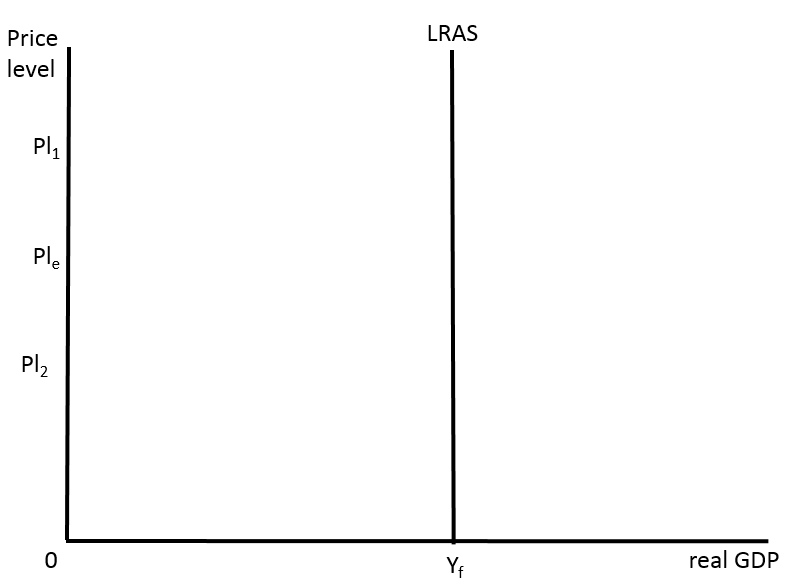 Price
level
LRAS
Pl₁
Plₑ
Pl₂
0
Yf
real GDP